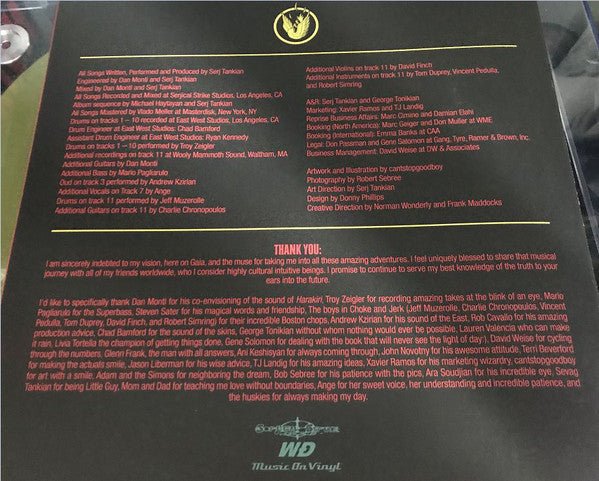 All Songs Written, Performed and Produced by Serj Tankian
Engineered by Dan Monti and Serj Tankian
Mixed by Dan Monti and Serj Tankian
All Songs Recorded and Mixed at Serjical Strike Studios, Los Angeles, CA
Album sequence by Michael Haytayan and Serj Tankian
All Songs Mastered by Vlado Meller at Masterdisk, New York, NY
Drums on tracks 1 – 10 recorded at East West Studios, Los Angeles, CA
Drum Engineer at East West Studios: Chad Bamford
Assistant Drum Engineer at East West Studios: Ryan Kennedy
Drums on tracks 1 – 10 performed by Troy Zeigler
Additional recordings on track 11 at Wooly Mammoth Sound, Waltham, MA
Additional Guitars by Dan Monti
Additional Bass by Mario Pagliarulo
Oud on track 3 performed by Andrew Kzirian
Additional Vocals on Track 7 by Ange
Drums on track 11 performed by Jeff Muzerolle
Additional Guitars on track 11 by Charlie Chronopoulos
Additional Violins on track 11 by David Finch
Additional Instruments on track 11 by Tom Duprey, Vincent Pedulla,
and Robert Simring
A&R: Serj Tankian and George Tonikian
Marketing: Xavier Ramos and TJ Landig
Reprise Business Affairs: Marc Cimino and Damian Elahi
Booking (North America): Marc Geiger and Don Muller at WME
Booking (International): Emma Banks at CAA
Legal: Don Passman and Gene Salomon at Gang, Tyre, Ramer & Brown, Inc.
Business Management: David Weise at DW & Associates
Artwork and Illustration by cantstopgoodboy
Photography by Robert Sebree
Art Direction by Serj Tankian
Design by Donny Phillips
Creative Direction by Norman Wonderly and Frank Maddocks
THANK YOU:
I am sincerely indebted to my vision, here on Gaia, and the muse for taking me into all these amazing adventures. I feel uniquely blessed to share that musical
journey with all of my friends worldwide, who I consider highly cultural intuitive beings. I promise to continue to serve my best knowledge of the truth to your
ears into the future.
I'd like to specifically thank Dan Monti for his co-envisioning of the sound of Harakiri, Troy Zeigler for recording amazing takes at the blink of an eye, Mario
Pagliarulo for the Superbass, Steven Sater for his magical words and friendship, The boys in Choke and Jerk (Jeff Muzerolle, Charlie Chronopoulos, Vincent
Pedulla, Tom Duprey, David Finch, and Robert Simring) for their incredible Boston chops, Andrew Kzirian for his sound of the East, Rob Cavallo for his amazing
production advice, Chad Bamford for the sound of the skins, George Tonikian without whom nothing would ever be possible, Lauren Valencia who can make
it rain, Livia Tortella the champion of getting things done, Gene Salomon for dealing with the book that will never see the light of day!), David Weise for cycling
through the numbers, Glenn Frank, the man with all answers, Ani Keshisyan for always coming through, John Novotny for his awesome attitude, Terri Beverford
for making the actuals smile, Jason Liberman for his wise advice, TJ Landig for his amazing ideas, Xavier Ramos for his marketing wizardry, cantstopgoodboy
for art with a smile, Adam and the Simons for neighboring the dream, Bob Sebree for his patience with the pics, Ara Soudjian for his incredible eye, Sevag
Tankian for being Little Guy, Mom and Dad for teaching me love without boundaries, Ange for her sweet voice, her understanding and incredible patience, and
the huskies for always making my day.
Music On Vinyl